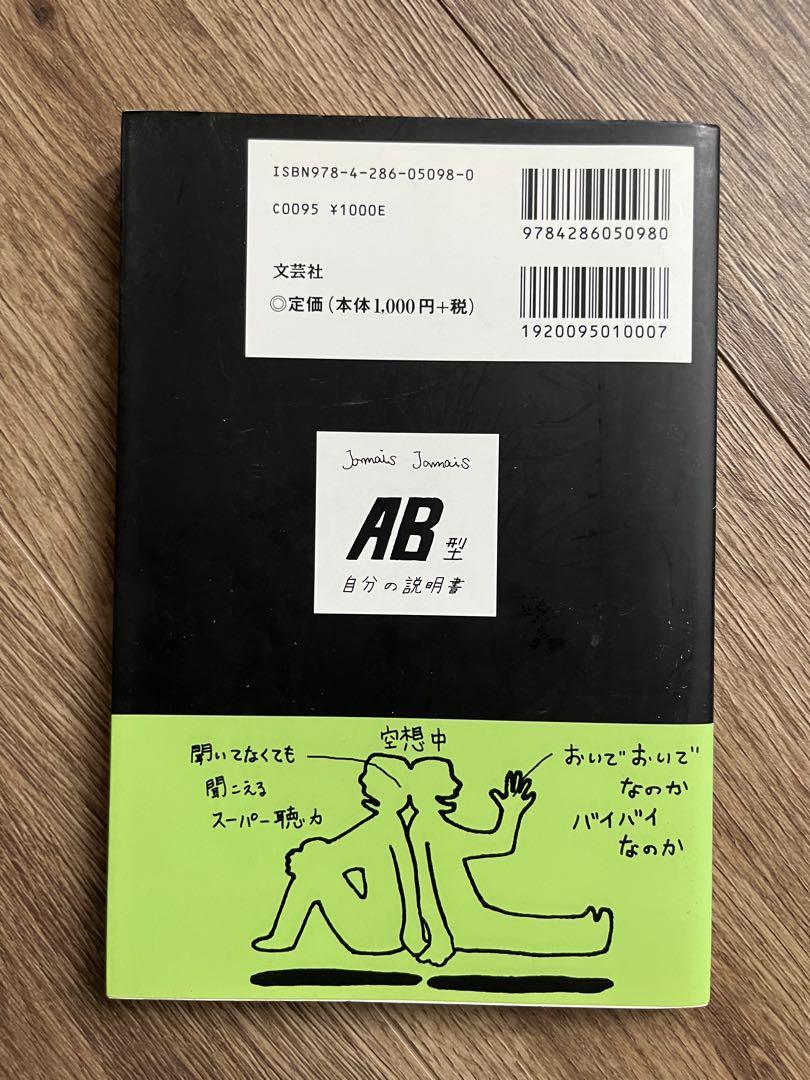 ISBN978-4-286-05098-0
C0095 ¥1000E
9784286050980
文芸社
◎定価(本体1,000円+税)
1920095010007
Jamais Jamais
AB型
自分の説明書
空想中
聞いてなくても
聞こえる
スーパー聴力
おいでおいで
なのか
バイバイ
なのか